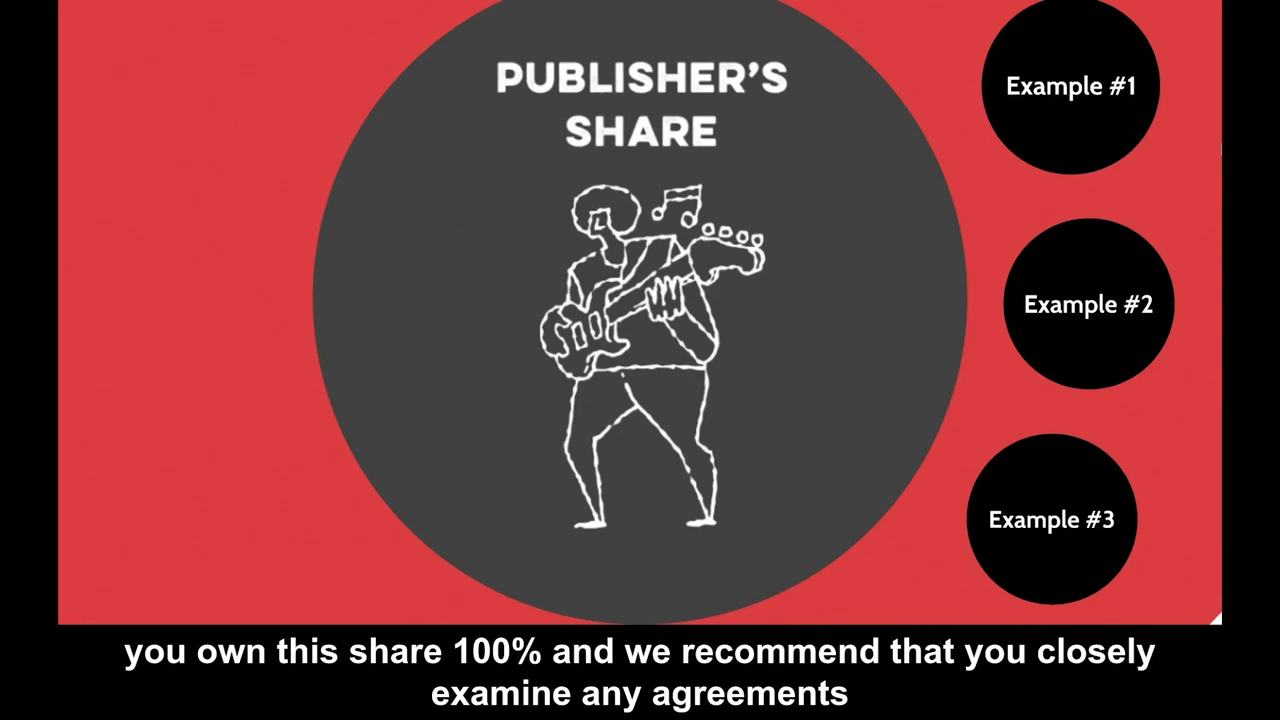 PUBLISHER’S
SHARE
Example #1
Example #2
Example #3
you own this share 100% and we recommend that you closely
examine any agreements